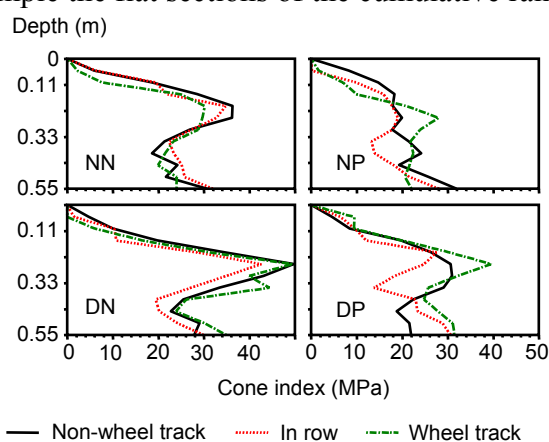 Depth (m)
0
0.11
0.33
0.55
NN
NP
0.11
0.33
0.55
DN
DP
0 10 20 30 40 0 10 20 30 40 50
Cone index (MPa)
Non-wheel track In row Wheel track